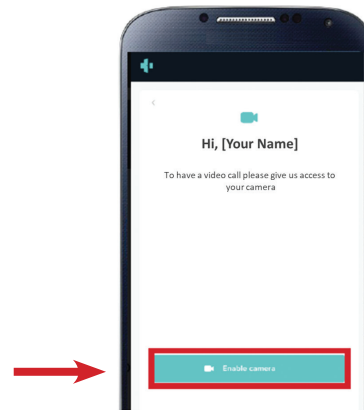 Hi, [Your Name]
To have a video call please give us access to
your camera
Enable camera